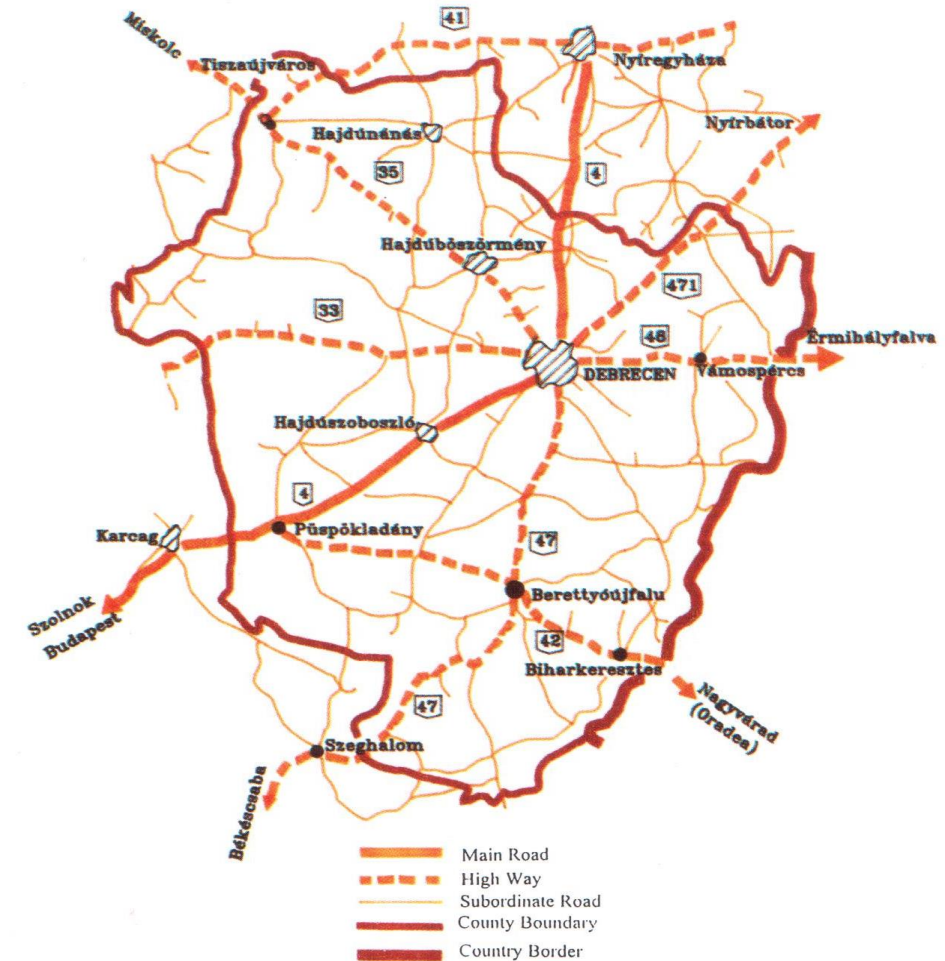 41
Miskolc
Tiszaújváros
Nyíregyháza
Nyírbátor
Hajdúnánás
35
4
Hajdúböszörmény
471
33
48
Érmihályfalva
DEBRECEN
Vámospércs
Hajdúszoboszló
4
Karcag
Püspökladány
47
Szolnok
Budapest
Berettyóújfalu
42
Biharkeresztes
47
Nagyvárad
(Oradea)
Szeghalom
Békéscsaba
Main Road
High Way
Subordinate Road
County Boundary
Country Border